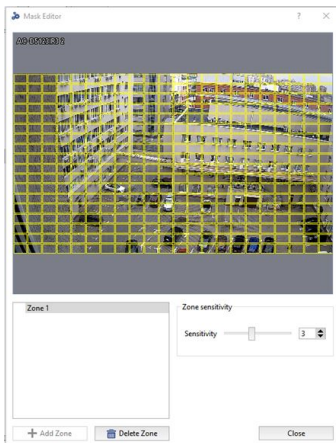 Mask Editor
Zone 1
Zone sensitivity
Sensitivity
3
Add Zone
Delete Zone
Close